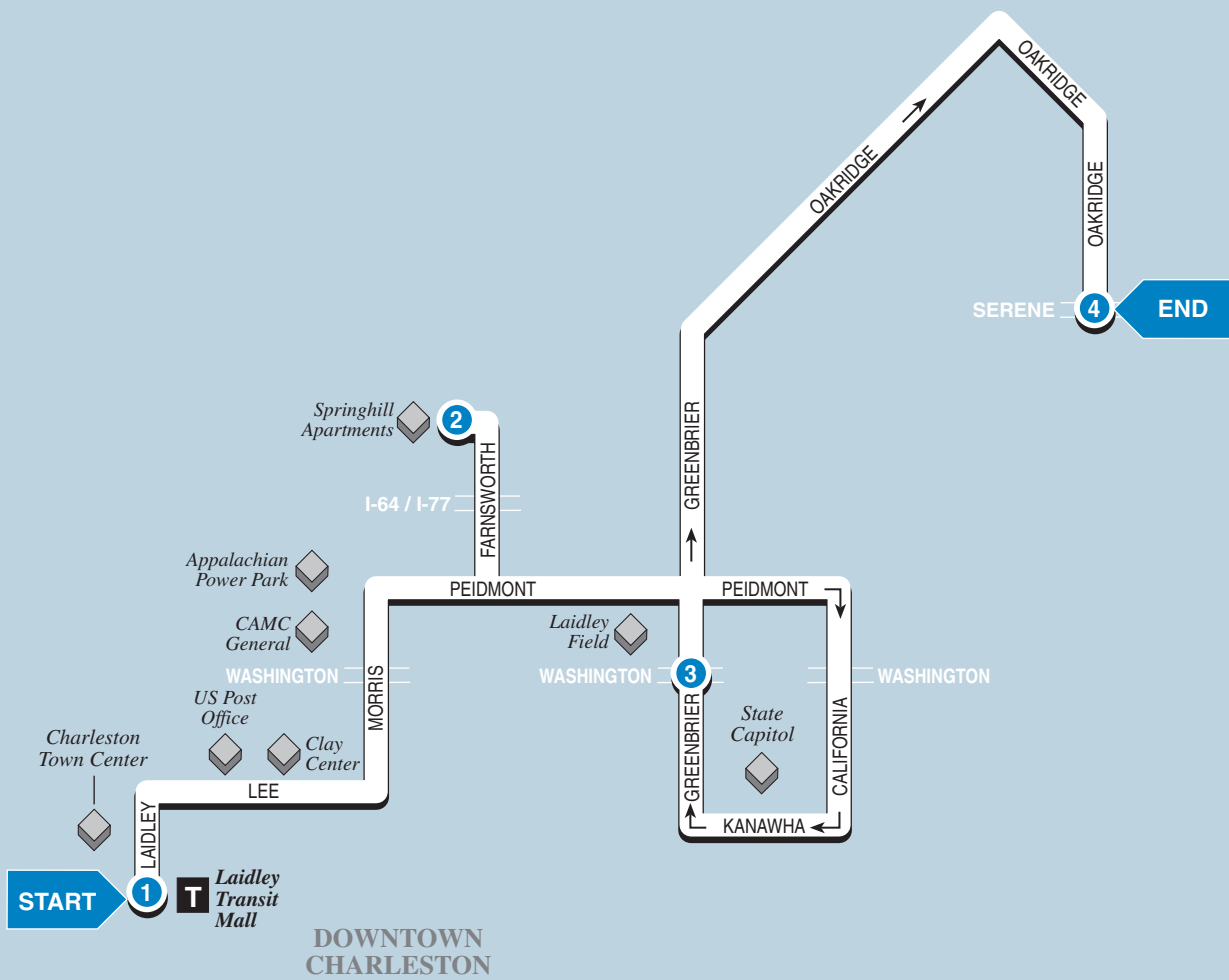 OAKRIDGE
OAKRIDGE
OAKRIDGE
SERENE
4
END
Springhill
Apartments
2
GREENBRIER
I-64 / I-77
FARNSWORTH
Appalachian
Power Park
PEIDMONT
PEIDMONT
CAMC
General
Laidley
Field
WASHINGTON
WASHINGTON
3
WASHINGTON
MORRIS
US Post
Office
Clay
Center
GREENBRIER
State
Capitol
CALIFORNIA
Charleston
Town Center
LEE
KANAWHA
LAIDLEY
START
1
T
Laidley
Transit
Mall
DOWNTOWN
CHARLESTON